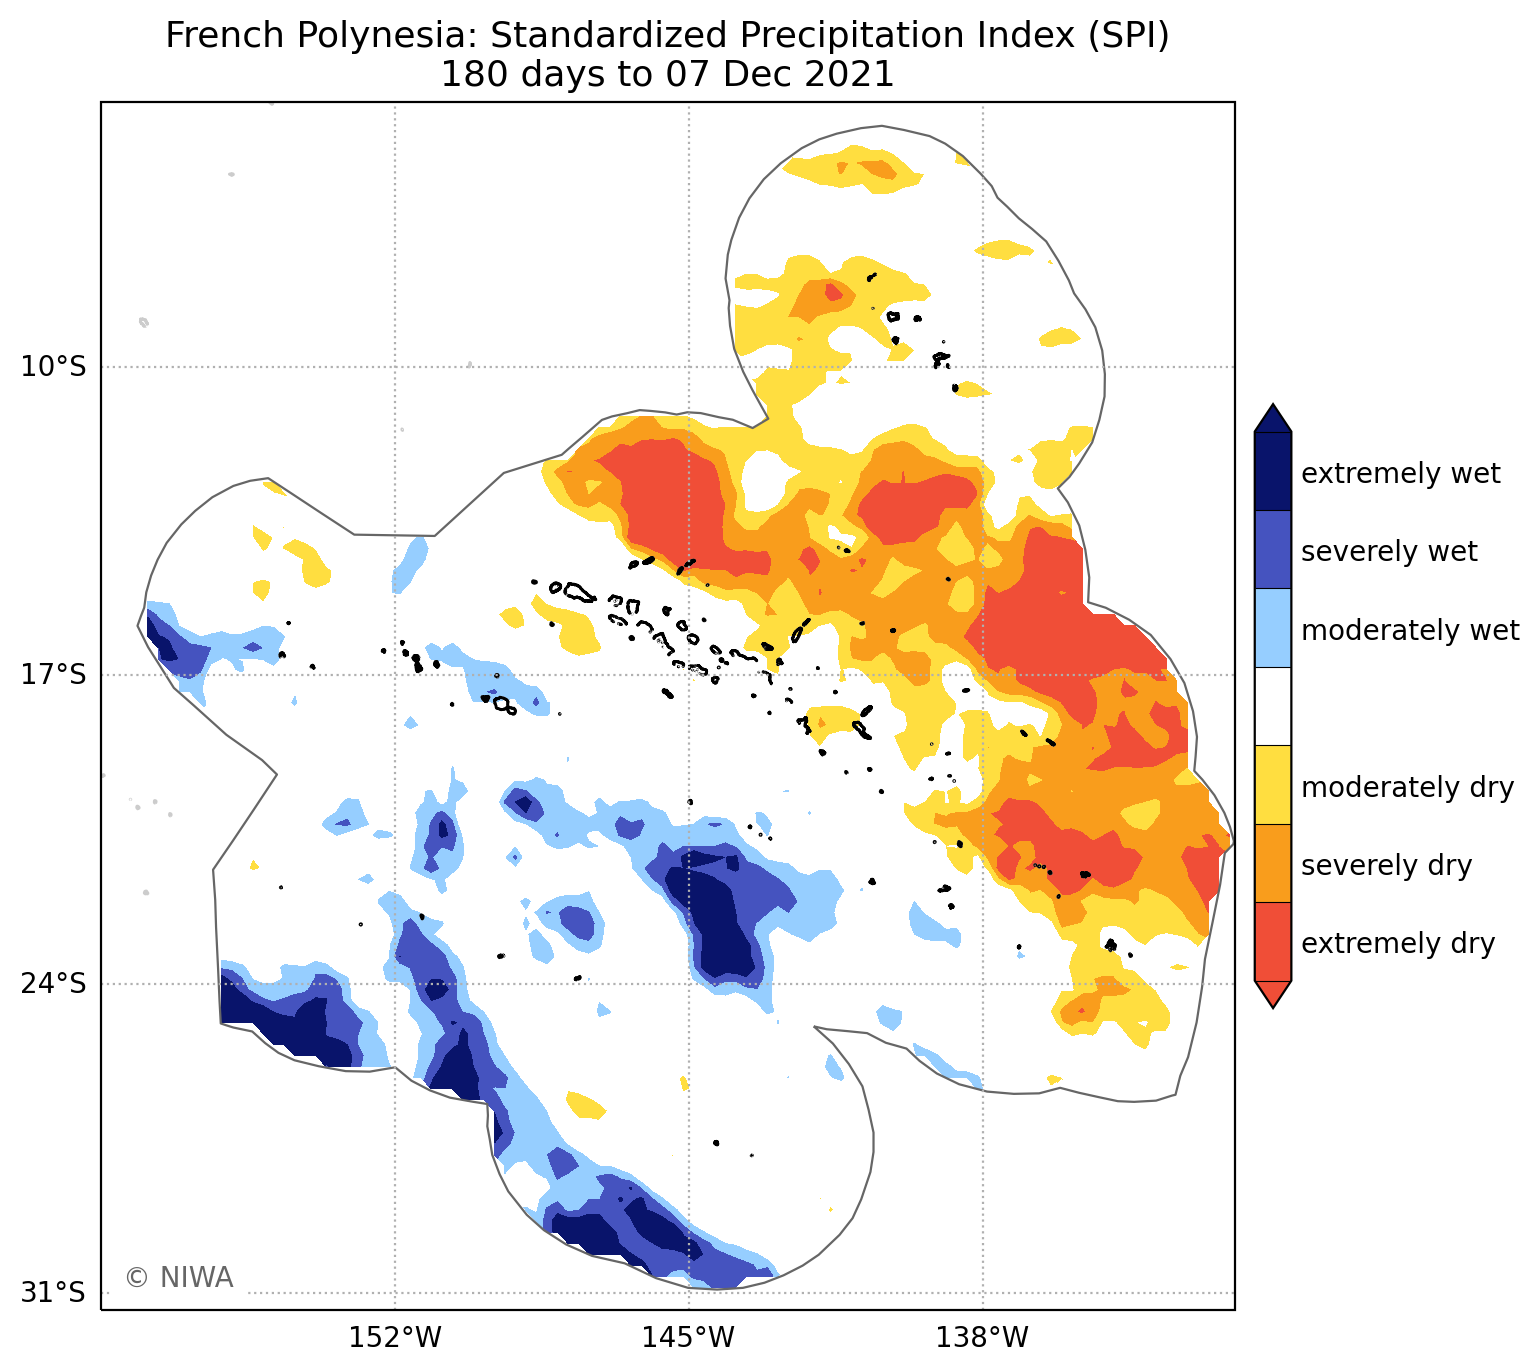 French Polynesia: Standardized Precipitation Index (SPI)
180 days to 07 Dec 2021
10°S
17°S
24°S
31°S
152°W
145°W
138°W
© NIWA
extremely wet
severely wet
moderately wet
moderately dry
severely dry
extremely dry